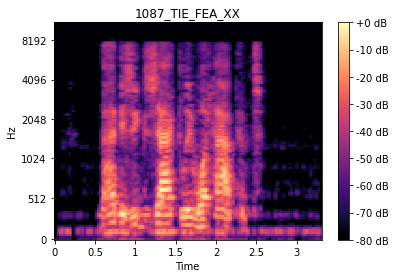 1087_TIE_FEA_XX
+0 dB
8192
-10 dB
4096
-20 dB
-30 dB
2048
Hz
-40 dB
1024
-50 dB
-60 dB
512
-70 dB
0
-80 dB
0 0.5 1 1.5 2 2.5 3
Time